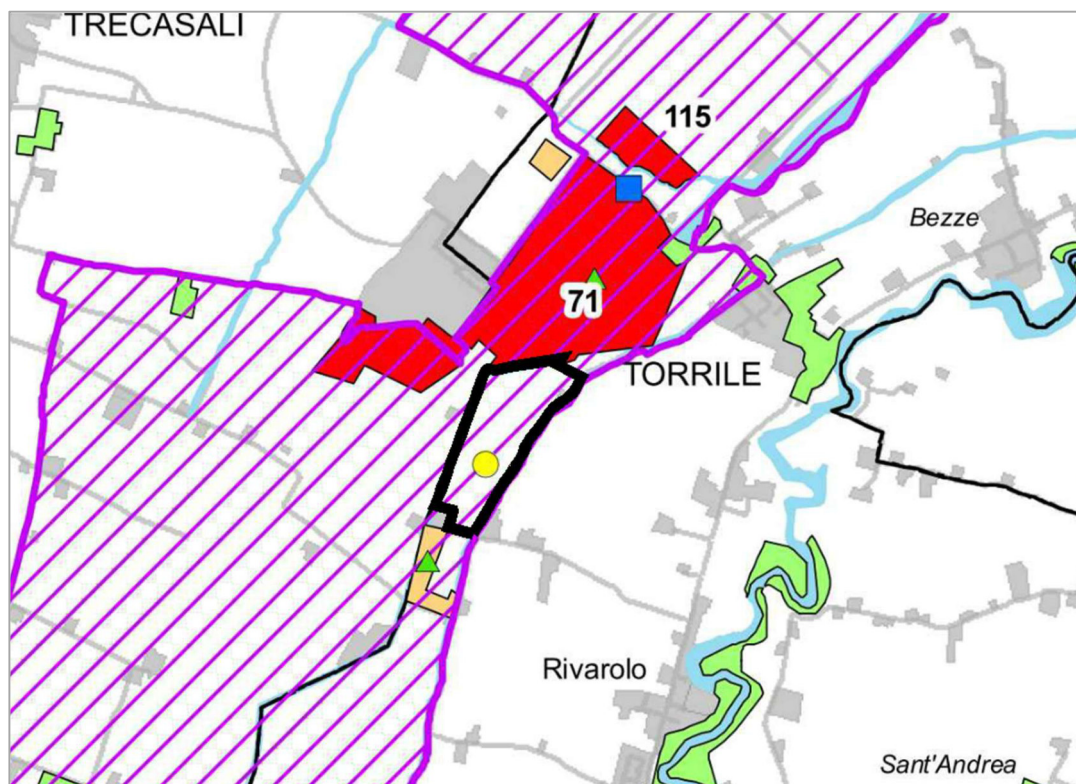 TRECASALI
115
Bezze
71
TORRILE
Rivarolo
Sant'Andrea